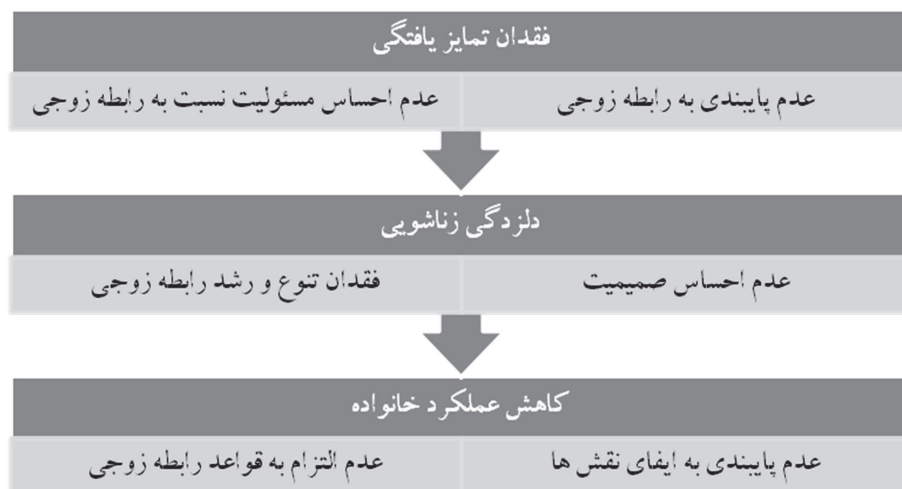 فقدان تمایز یافتگی
عدم پایبندی به رابطه زوجی
عدم احساس مسئولیت نسبت به رابطه زوجی
دلزدگی زناشویی
عدم احساس صمیمیت
فقدان تنوع و رشد رابطه زوجی
کاهش عملکرد خانواده
عدم پایبندی به ایفای نقش ها
عدم التزام به قواعد رابطه زوجی